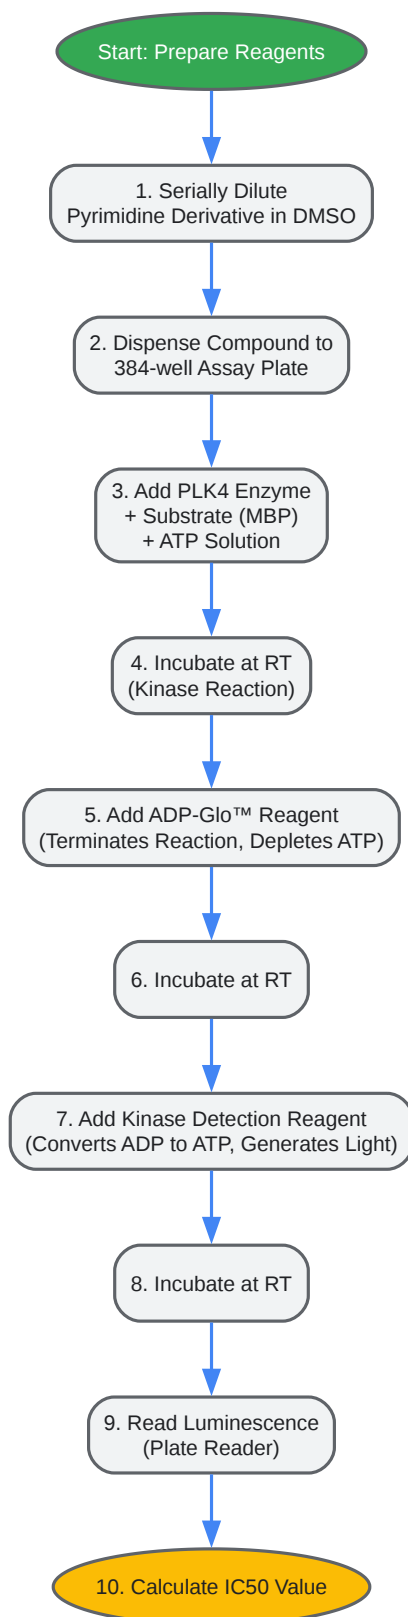 Start: Prepare Reagents
1. Serially Dilute
Pyrimidine Derivative in DMSO
2. Dispense Compound to
384-well Assay Plate
3. Add PLK4 Enzyme
+ Substrate (MBP)
+ ATP Solution
4. Incubate at RT
(Kinase Reaction)
5. Add ADP-Glo™ Reagent
(Terminates Reaction, Depletes ATP)
6. Incubate at RT
7. Add Kinase Detection Reagent
(Converts ADP to ATP, Generates Light)
8. Incubate at RT
9. Read Luminescence
(Plate Reader)
10. Calculate IC50 Value